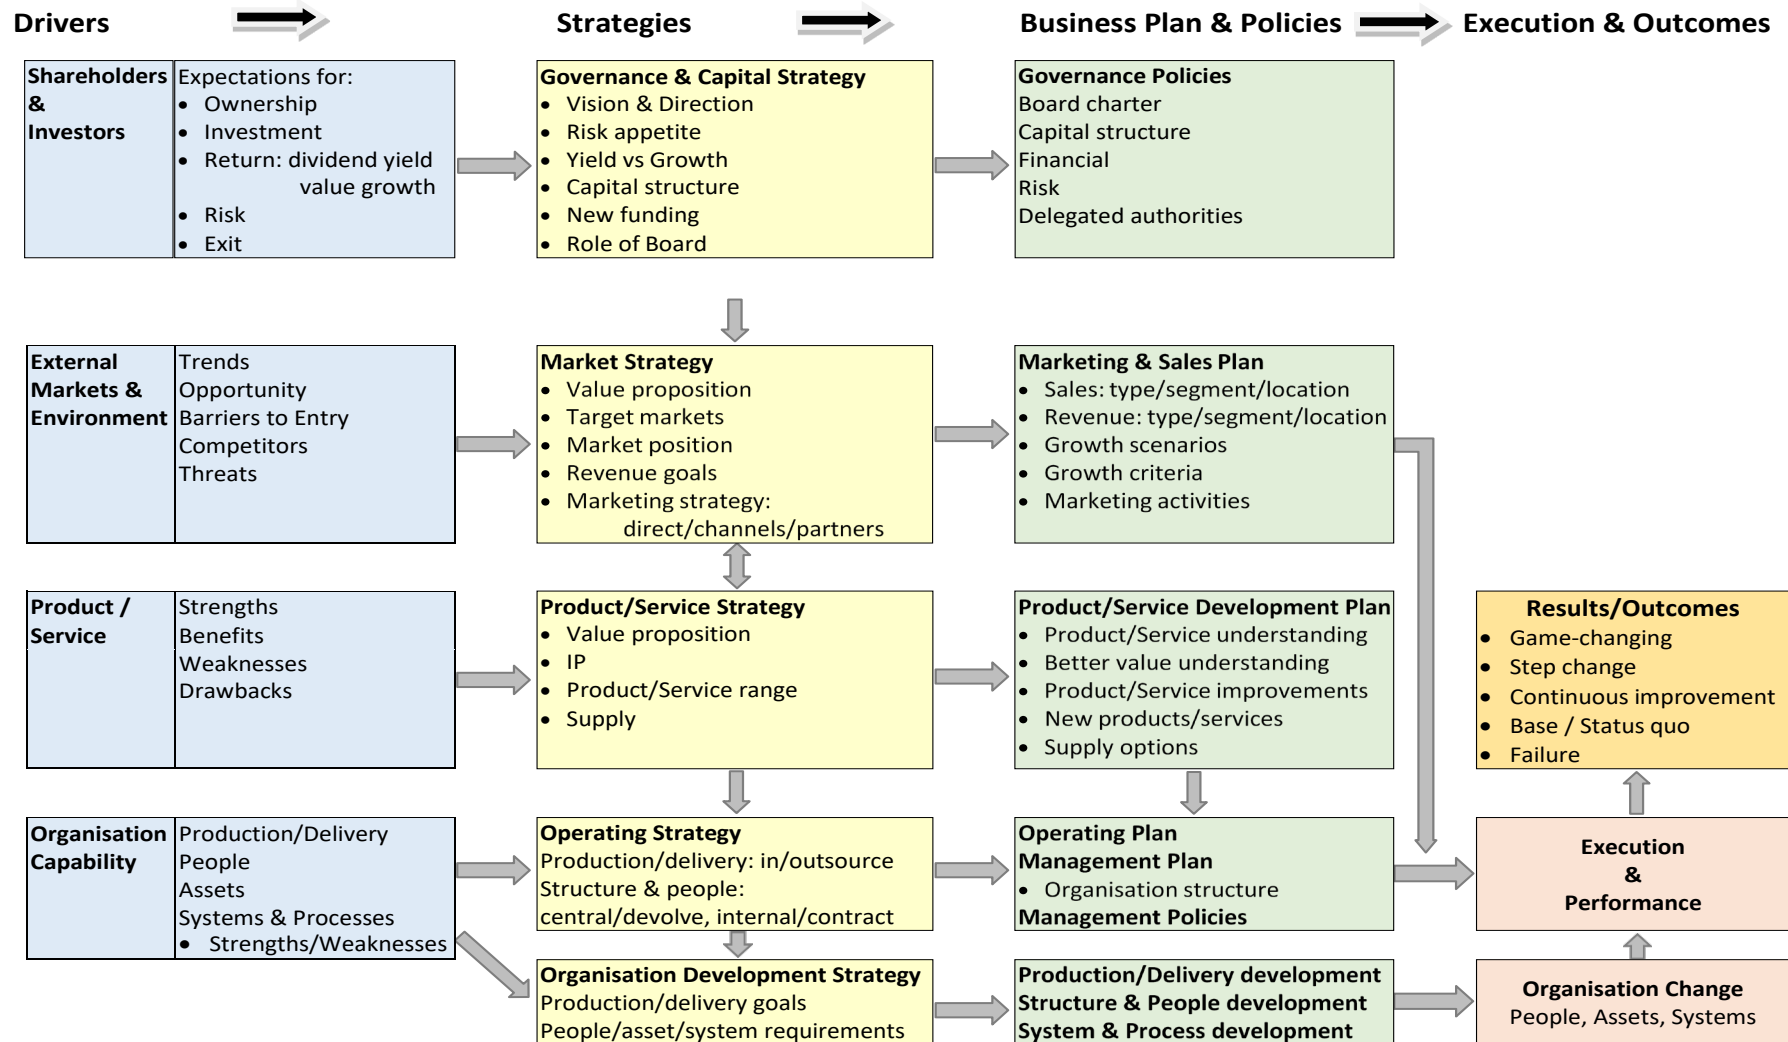 Drivers
Strategies
Business Plan & Policies
Execution & Outcomes
Shareholders
&
Investors
Expectations for:
• Ownership
• Investment
• Return: dividend yield
value growth
• Risk
• Exit
Governance & Capital Strategy
• Vision & Direction
• Risk appetite
• Yield vs Growth
• Capital structure
• New funding
• Role of Board
Governance Policies
Board charter
Capital structure
Financial
Risk
Delegated authorities
External
Markets &
Environment
Trends
Opportunity
Barriers to Entry
Competitors
Threats
Market Strategy
• Value proposition
• Target markets
• Market position
• Revenue goals
• Marketing strategy:
direct/channels/partners
Marketing & Sales Plan
• Sales: type/segment/location
• Revenue: type/segment/location
• Growth scenarios
• Growth criteria
• Marketing activities
Product /
Service
Strengths
Benefits
Weaknesses
Drawbacks
Product/Service Strategy
• Value proposition
• IP
• Product/Service range
• Supply
Product/Service Development Plan
• Product/Service understanding
• Better value understanding
• Product/Service improvements
• New products/services
• Supply options
Results/Outcomes
• Game-changing
• Step change
• Continuous improvement
• Base / Status quo
• Failure
Organisation
Capability
Production/Delivery
People
Assets
Systems & Processes
• Strengths/Weaknesses
Operating Strategy
Production/delivery: in/outsource
Structure & people:
central/devolve, internal/contract
Operating Plan
Management Plan
• Organisation structure
Management Policies
Execution
&
Performance
Organisation Development Strategy
Production/delivery goals
People/asset/system requirements
Production/Delivery development
Structure & People development
System & Process development
Organisation Change
People, Assets, Systems